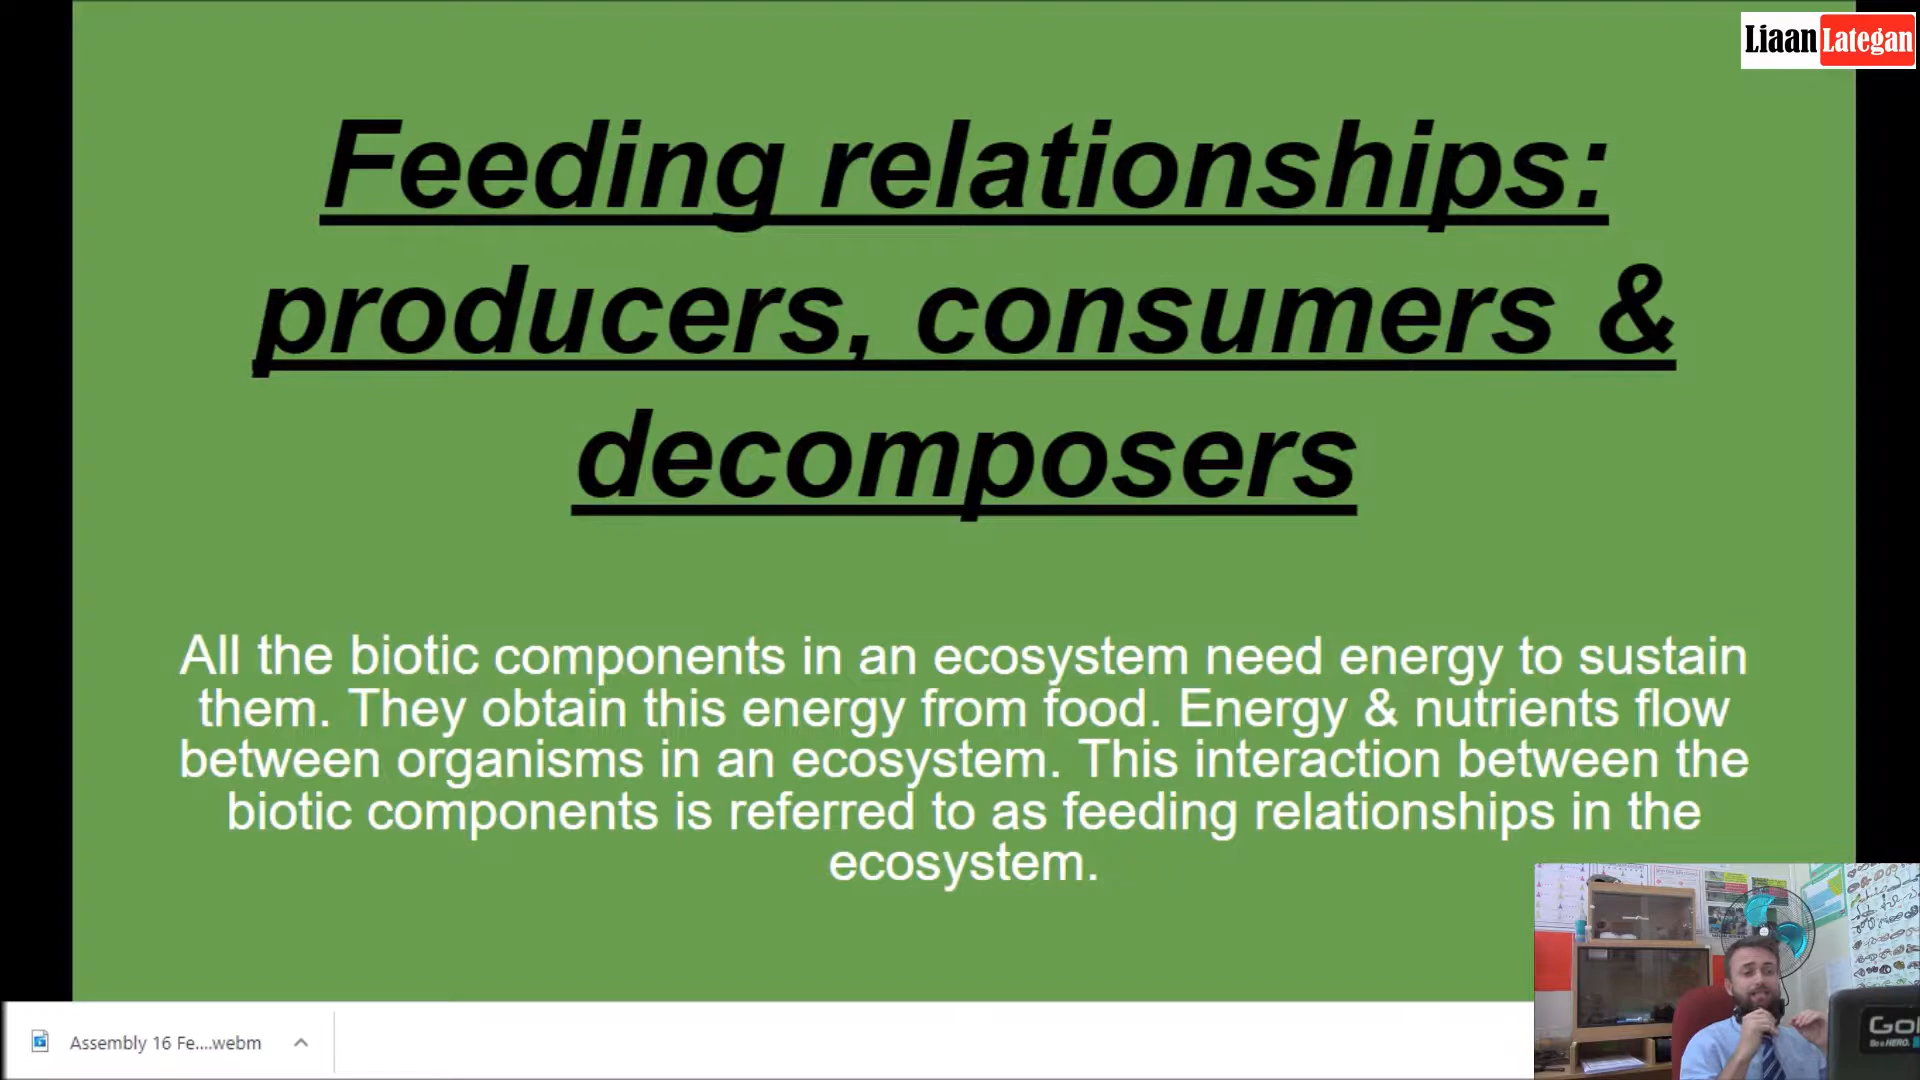 Liaan Lategan
Feeding relationships:
producers, consumers &
decomposers
All the biotic components in an ecosystem need energy to sustain
them. They obtain this energy from food. Energy & nutrients flow
between organisms in an ecosystem. This interaction between the
biotic components is referred to as feeding relationships in the
ecosystem.
Assembly 16 Fe....webm
Be a HERO.